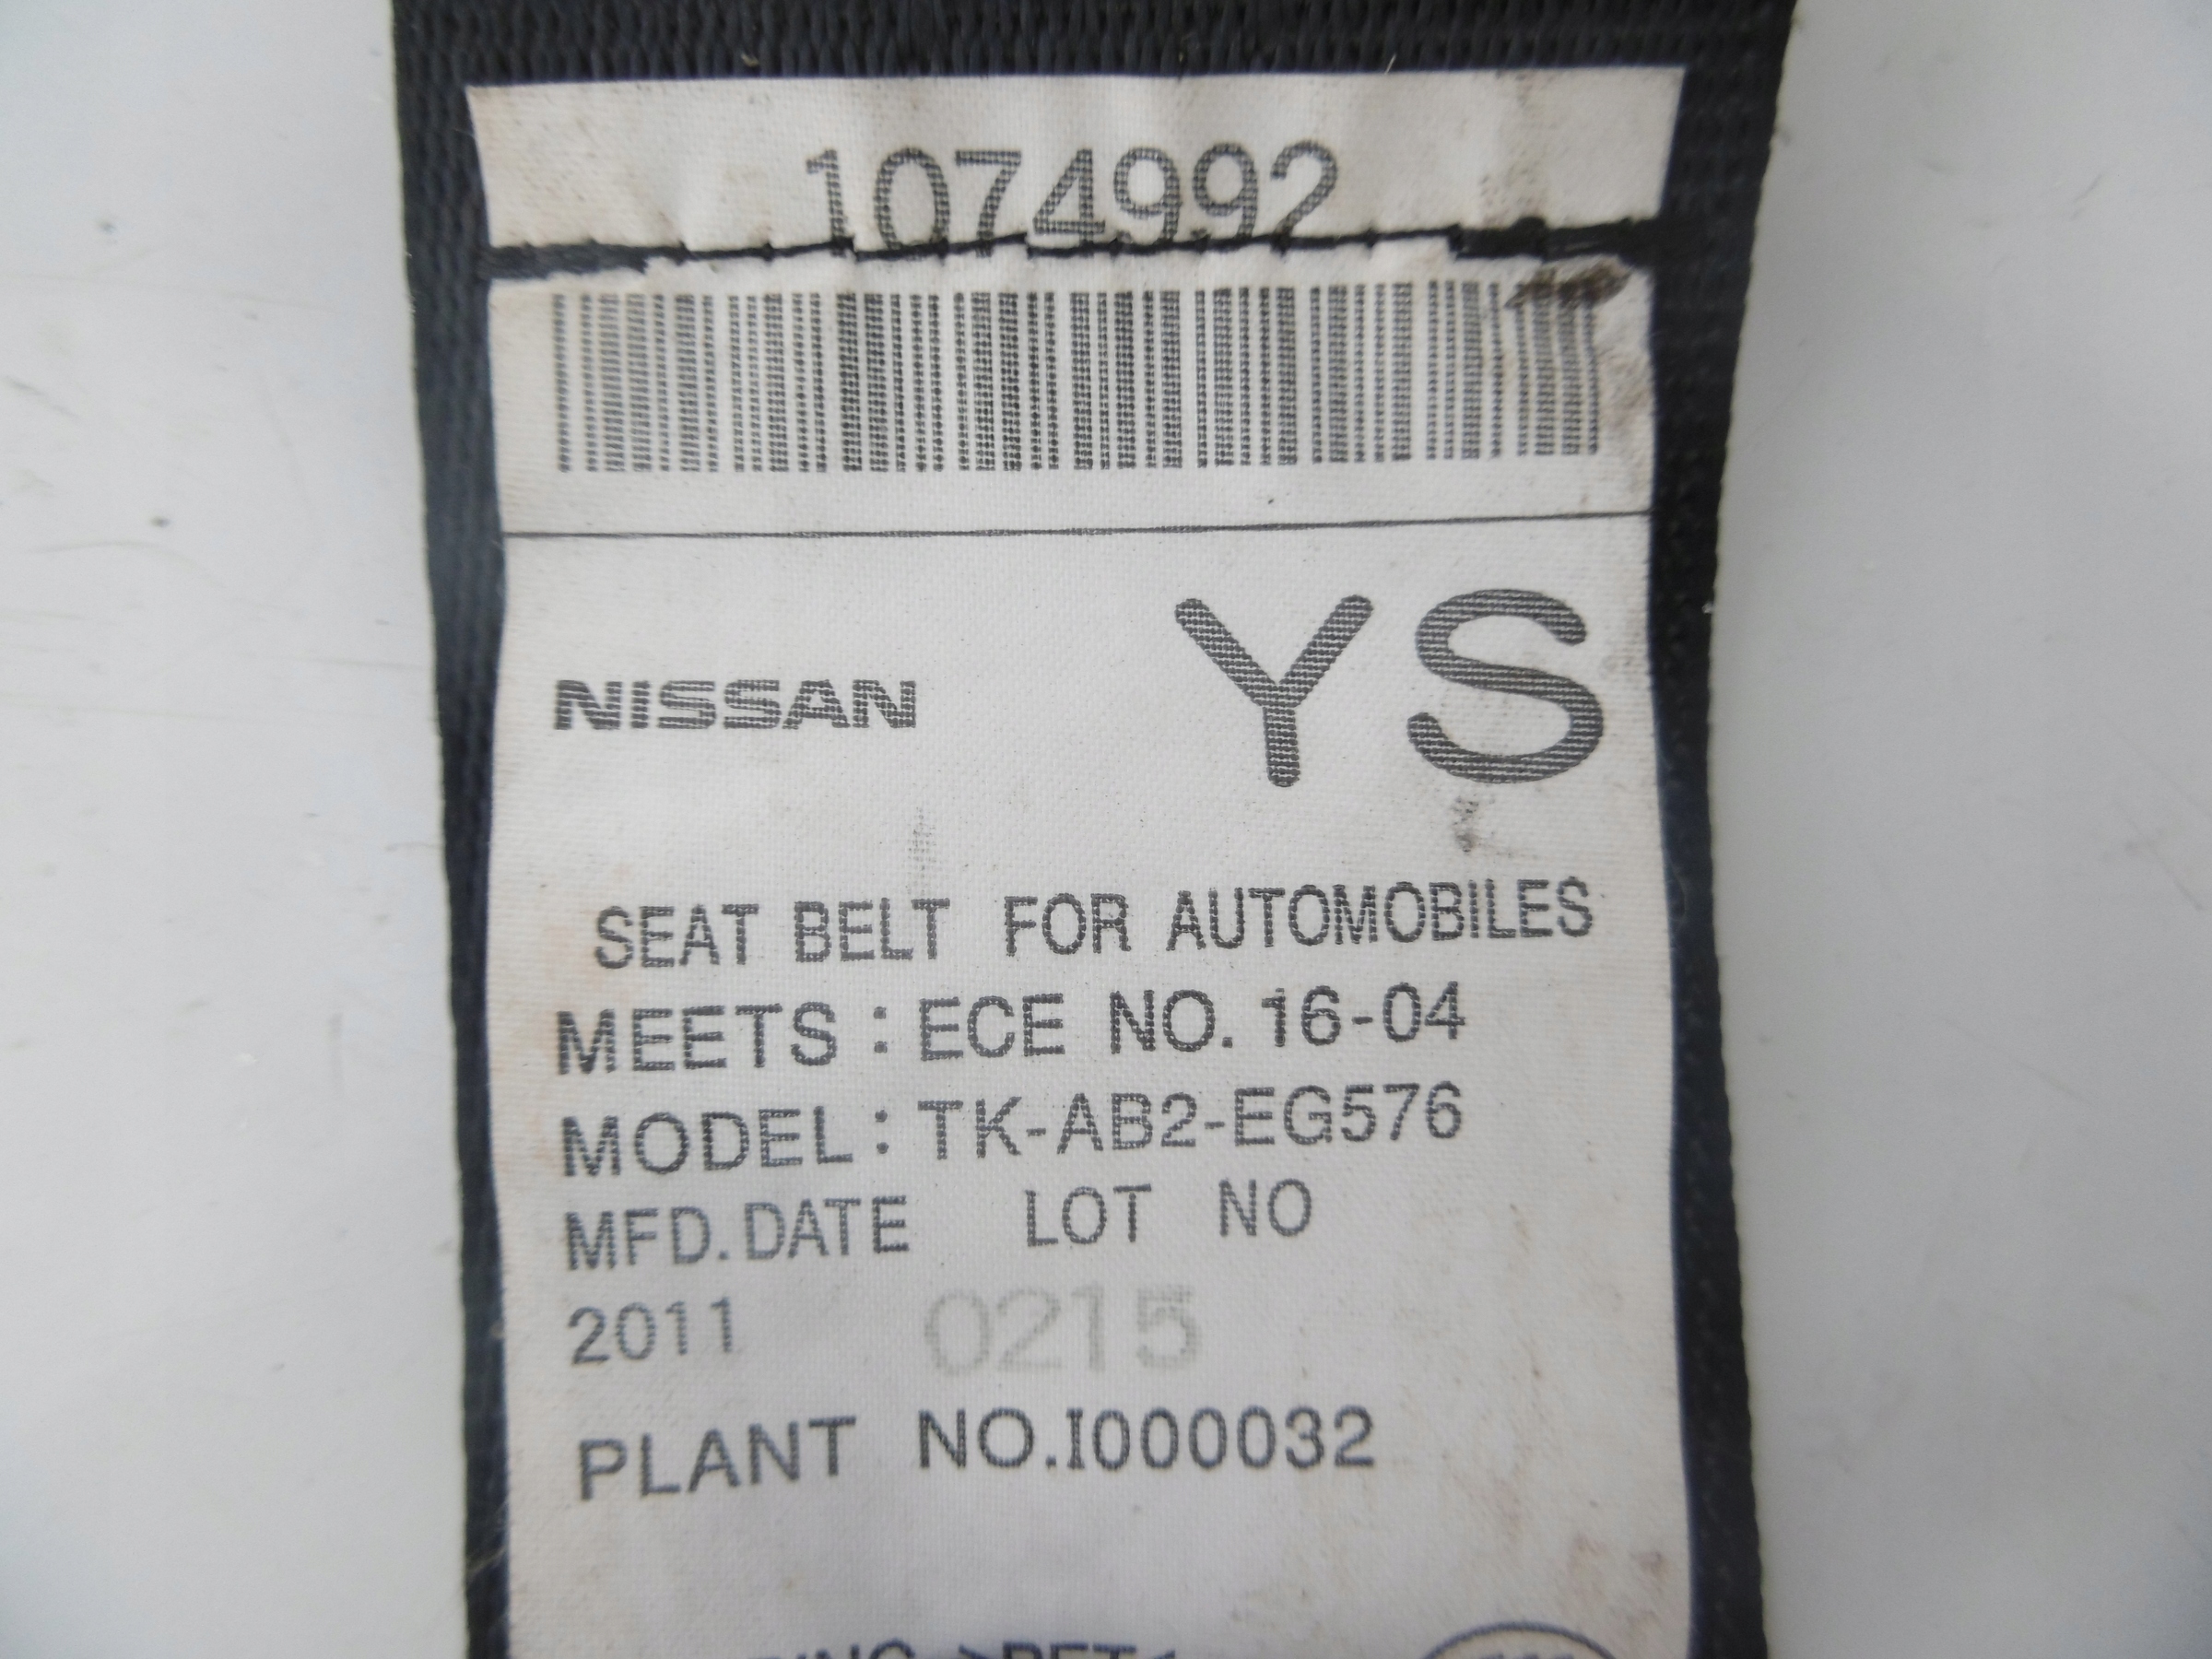 1074992
NISSAN YS
SEAT BELT FOR AUTOMOBILES
MEETS : ECE NO. 16-04
MODEL : TK-AB2-EG576
MFD. DATE LOT NO
2011 0215
PLANT NO. I000032
>PET<